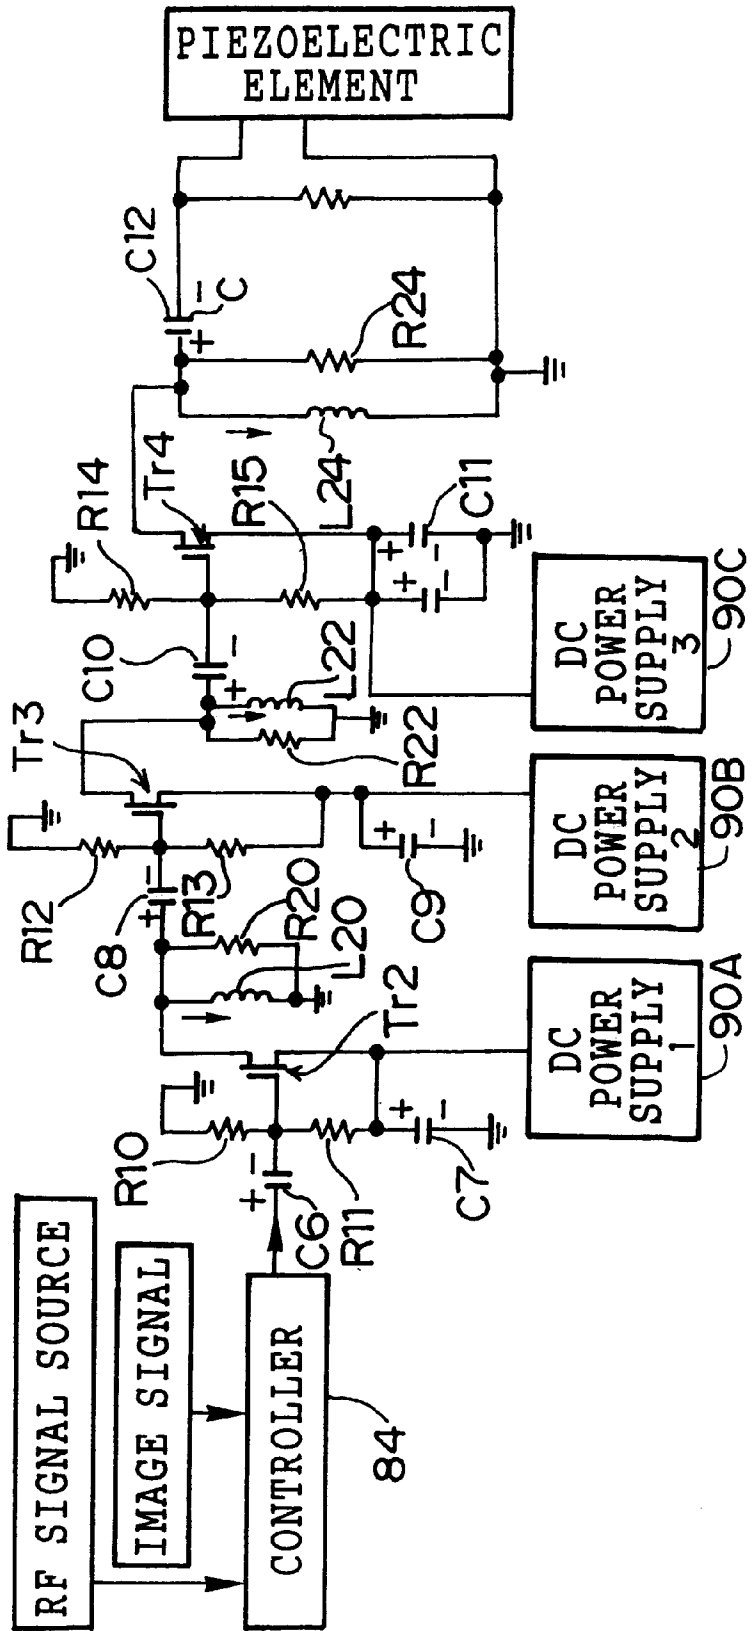 RF SIGNAL SOURCE
IMAGE SIGNAL
CONTROLLER
84
C6
+
−
R10
R11
C7
+
−
Tr2
DC
POWER
SUPPLY
1
90A
L20
R20
C8
+
−
R12
R13
Tr3
C9
+
−
DC
POWER
SUPPLY
2
90B
R22
L22
C10
+
−
R14
R15
Tr4
+
−
C11
+
−
DC
POWER
SUPPLY
3
90C
L24
R24
C12
+
−
C
PIEZOELECTRIC
ELEMENT